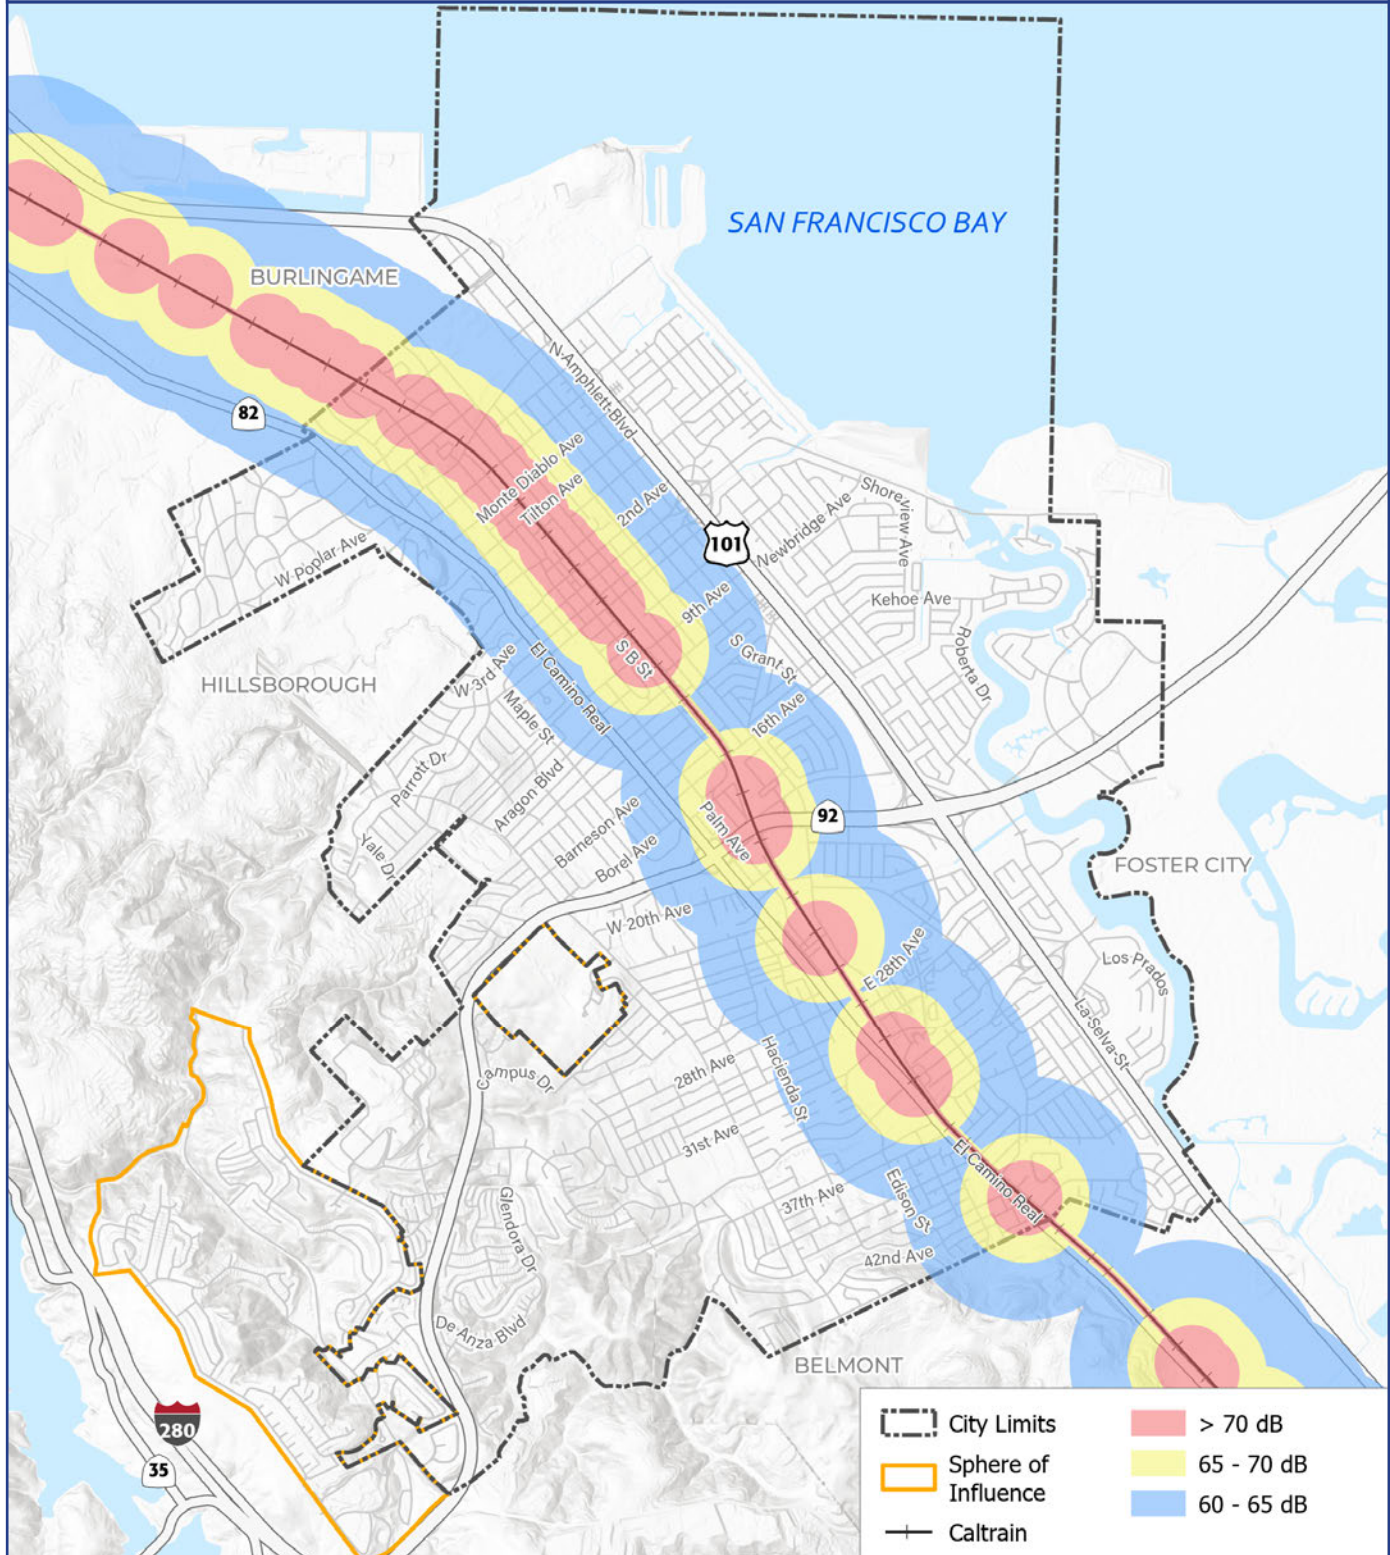 SAN FRANCISCO BAY
BURLINGAME
N Amphlett Blvd
82
Monte Diablo Ave
Tilton Ave
2nd Ave
101
Newbridge Ave
Shoreview Ave
W Poplar Ave
Kehoe Ave
9th Ave
Roberta Dr
S B St
S Grant St
El Camino Real
W 3rd Ave
HILLSBOROUGH
Maple St
16th Ave
Parrott Dr
Aragon Blvd
Palm Ave
92
Barneson Ave
Yale Dr
Borel Ave
FOSTER CITY
W 20th Ave
E 28th Ave
Los Prados
La Selva St
Campus Dr
28th Ave
Hacienda St
31st Ave
El Camino Real
Glendora Dr
37th Ave
Edison St
42nd Ave
De Anza Blvd
BELMONT
280
35
City Limits
Sphere of
Influence
Caltrain
> 70 dB
65 - 70 dB
60 - 65 dB